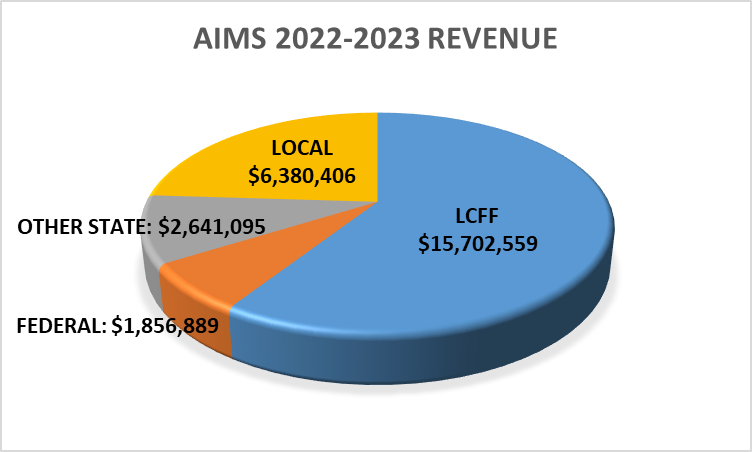 AIMS 2022-2023 REVENUE
LOCAL
$6,380,406
LCFF
$15,702,559
OTHER STATE: $2,641,095
FEDERAL: $1,856,889